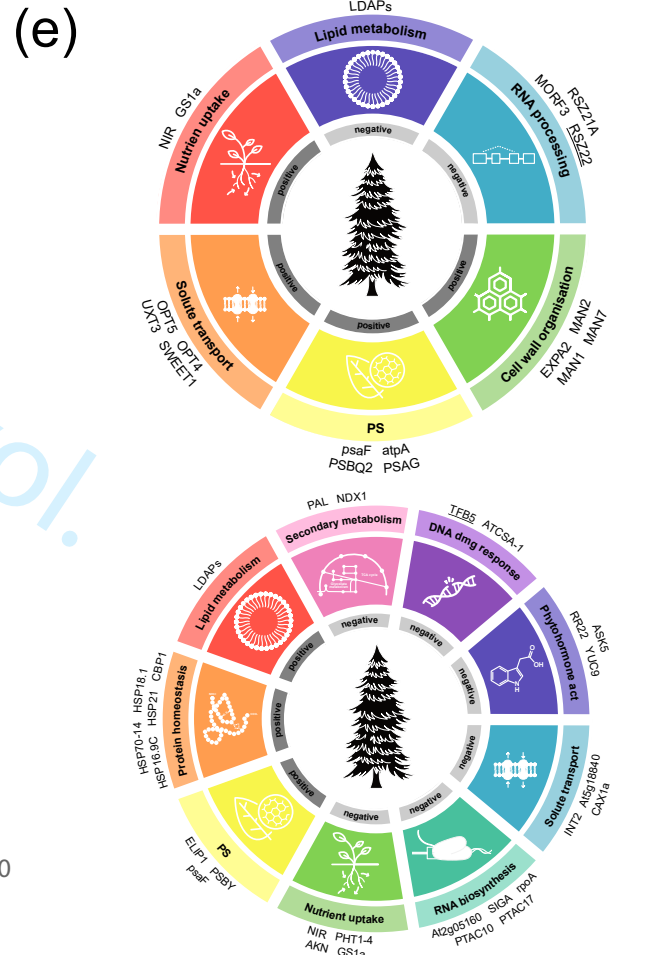 (e)
LDAPs
Lipid metabolism
negative
RSZ21A
MORF3 RSZ22
RNA processing
negative
NIR GS1a
Nutrien uptake
positive
Solute transport
positive
OPT5 OPT4
UXT3 SWEET1
Cell wall organisation
positive
EXPA2 MAN2
MAN1 MAN7
positive
PS
psaF atpA
PSBQ2 PSAG
ol.
PAL NDX1
Secondary metabolism
negative
TFB5 ATCSA-1
DNA dmg response
negative
ASK5
RR22 YUC9
Phytohormone act
O
OH
N
H
negative
LDAPs
Lipid metabolism
positive
HSP70-14 HSP18.1
HSP16.9C HSP21 CBP1
Protein homeostasis
positive
Solute transport
negative
INT2 At5g18840
CAX1a
PS
positive
ELIP1 PSBY
psaF
RNA biosynthesis
negative
At2g05160 SIGA rpoA
PTAC10 PTAC17
negative
Nutrient uptake
NIR PHT1-4
AKN GS1a
0